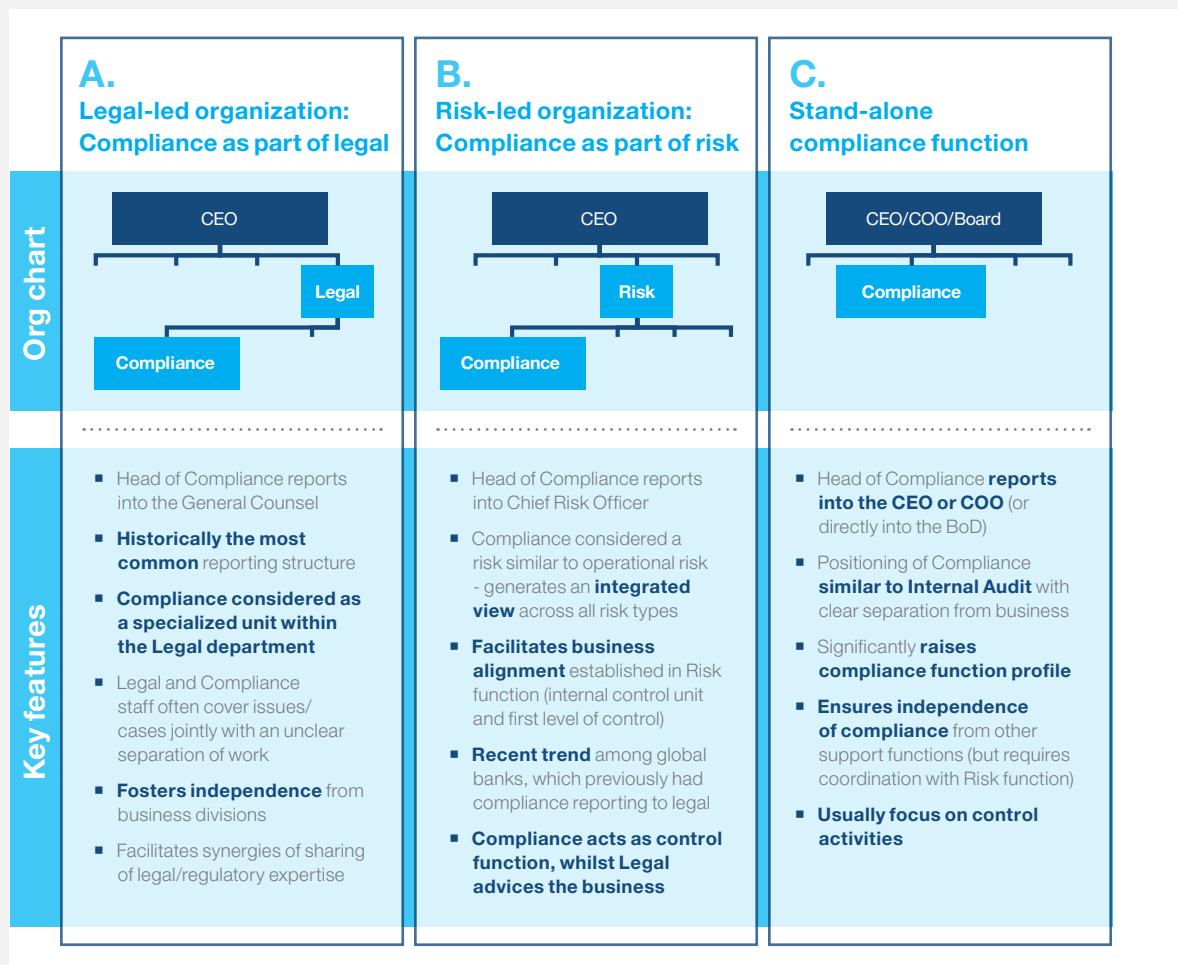 A.
Legal-led organization:
Compliance as part of legal
B.
Risk-led organization:
Compliance as part of risk
C.
Stand-alone
compliance function
Org chart
CEO
Legal
Compliance
CEO
Risk
Compliance
CEO/COO/Board
Compliance
Key features
▪ Head of Compliance reports
into the General Counsel
▪ Historically the most
common reporting structure
▪ Compliance considered as
a specialized unit within
the Legal department
▪ Legal and Compliance
staff often cover issues/
cases jointly with an unclear
separation of work
▪ Fosters independence from
business divisions
▪ Facilitates synergies of sharing
of legal/regulatory expertise
▪ Head of Compliance reports
into Chief Risk Officer
▪ Compliance considered a
risk similar to operational risk
- generates an integrated
view across all risk types
▪ Facilitates business
alignment established in Risk
function (internal control unit
and first level of control)
▪ Recent trend among global
banks, which previously had
compliance reporting to legal
▪ Compliance acts as control
function, whilst Legal
advices the business
▪ Head of Compliance reports
into the CEO or COO (or
directly into the BoD)
▪ Positioning of Compliance
similar to Internal Audit with
clear separation from business
▪ Significantly raises
compliance function profile
▪ Ensures independence
of compliance from other
support functions (but requires
coordination with Risk function)
▪ Usually focus on control
activities